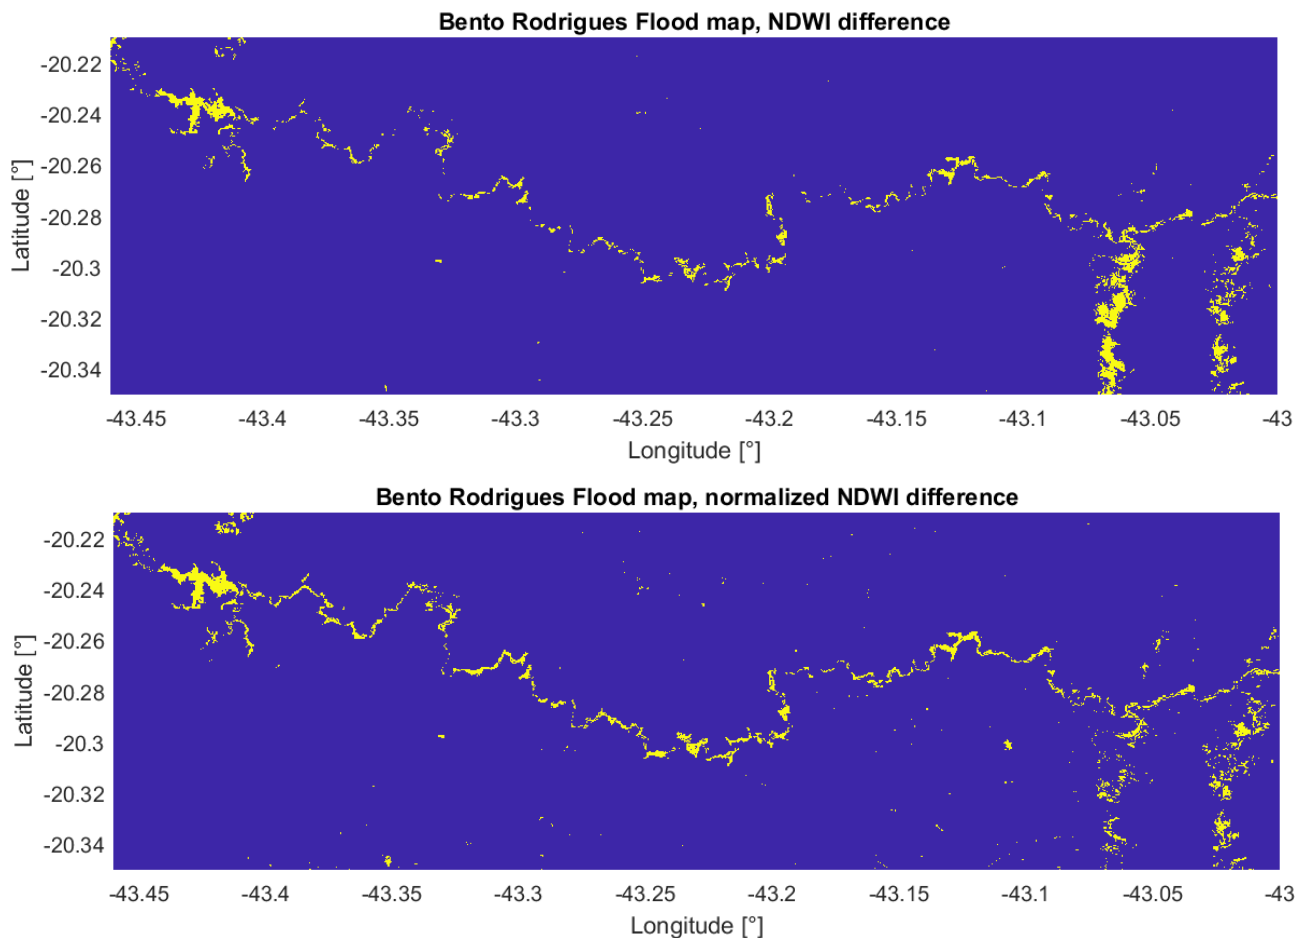 Bento Rodrigues Flood map, NDWI difference
Latitude [°]
-20.22
-20.24
-20.26
-20.28
-20.3
-20.32
-20.34
-43.45 -43.4 -43.35 -43.3 -43.25 -43.2 -43.15 -43.1 -43.05 -43
Longitude [°]
Bento Rodrigues Flood map, normalized NDWI difference
Latitude [°]
-20.22
-20.24
-20.26
-20.28
-20.3
-20.32
-20.34
-43.45 -43.4 -43.35 -43.3 -43.25 -43.2 -43.15 -43.1 -43.05 -43
Longitude [°]